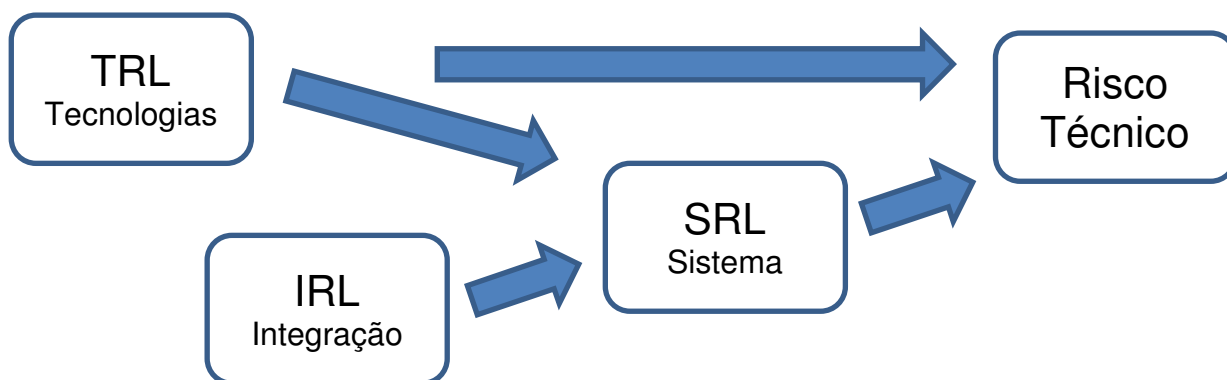 TRL
Tecnologias
Risco
Técnico
SRL
Sistema
IRL
Integração